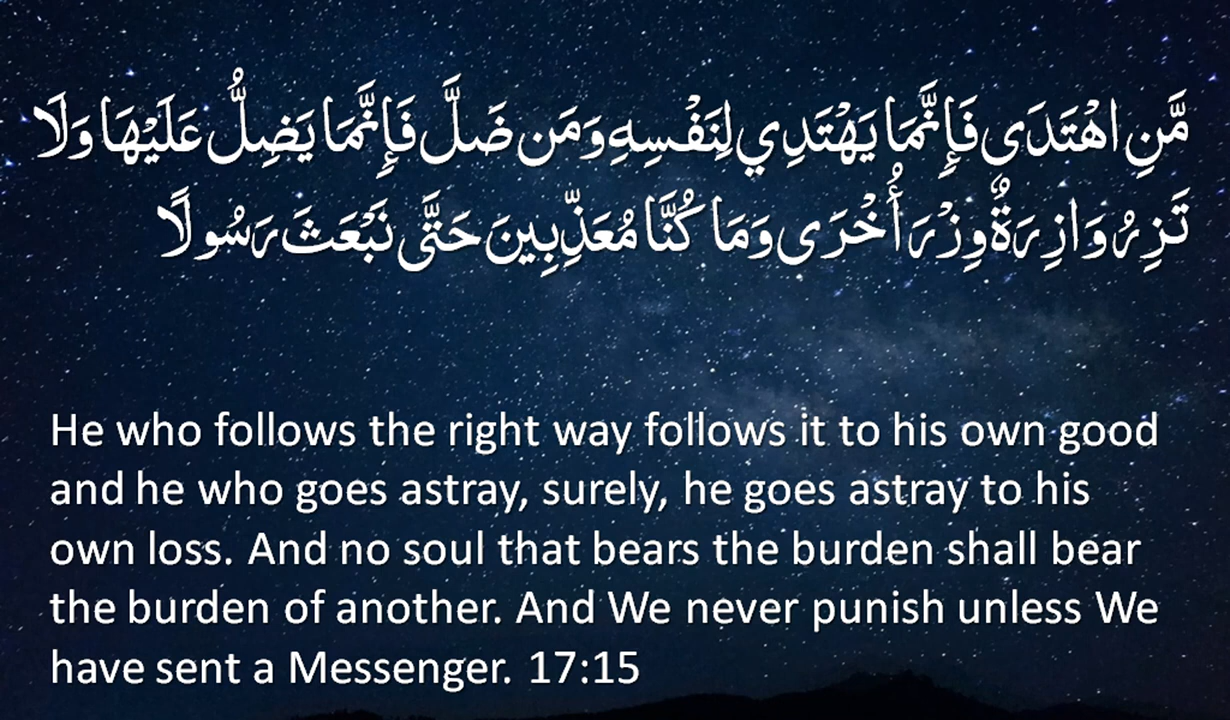 مَّنِ اهْتَدَى فَإِنَّمَا يَهْتَدِي لِنَفْسِهِ وَمَن ضَلَّ فَإِنَّمَا يَضِلُّ عَلَيْهَا وَلَا
تَزِرُ وَازِرَةٌ وِزْرَ أُخْرَى وَمَا كُنَّا مُعَذِّبِينَ حَتَّى نَبْعَثَ رَسُولًا
He who follows the right way follows it to his own good
and he who goes astray, surely, he goes astray to his
own loss. And no soul that bears the burden shall bear
the burden of another. And We never punish unless We
have sent a Messenger. 17:15